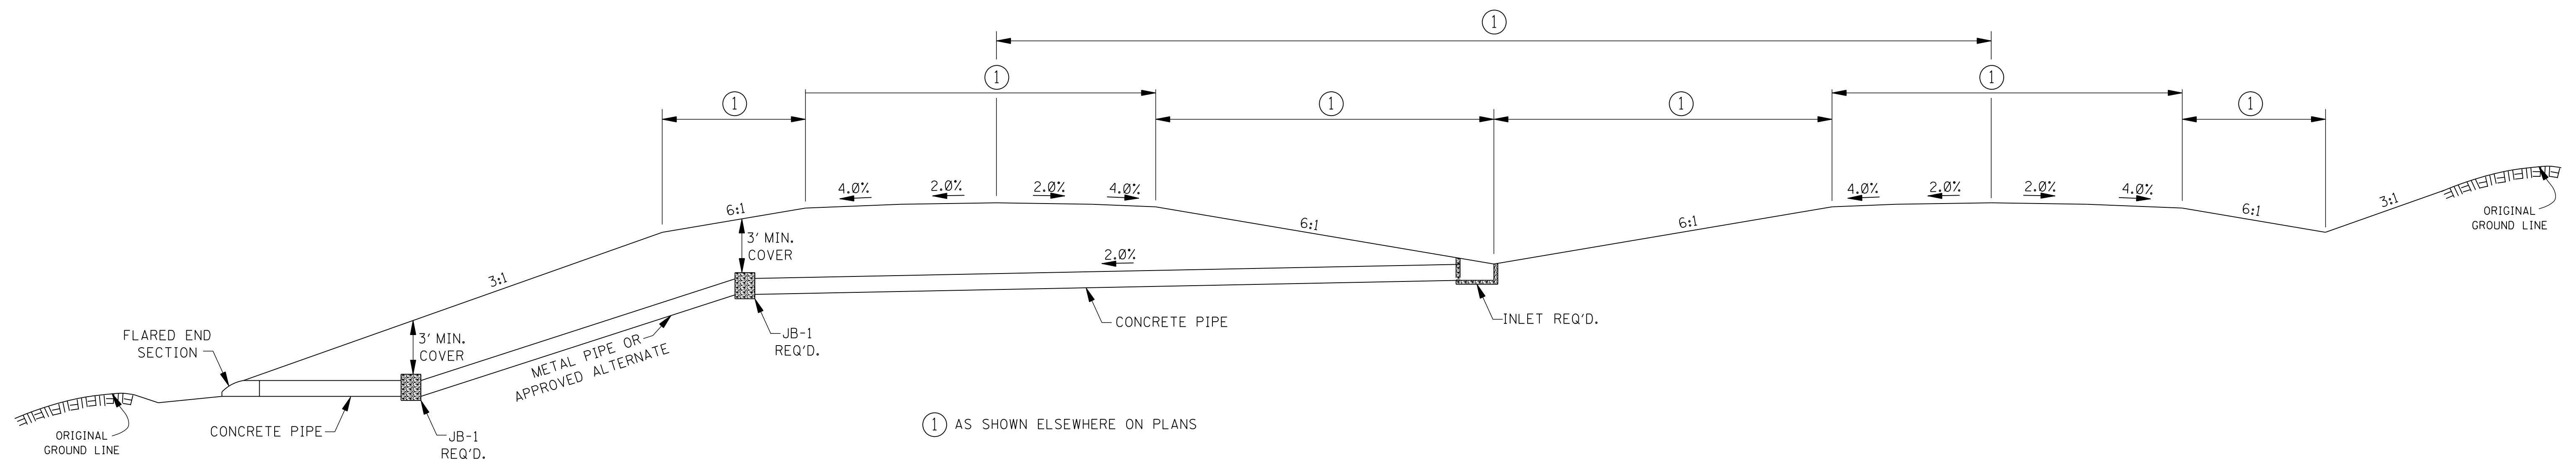 1
1
1
1
1
1
1
4.0%
2.0%
2.0%
4.0%
4.0%
2.0%
2.0%
4.0%
6:1
6:1
6:1
6:1
3:1
ORIGINAL
GROUND LINE
3' MIN.
COVER
2.0%
3:1
CONCRETE PIPE
INLET REQ'D.
JB-1
REQ'D.
FLARED END
SECTION
3' MIN.
COVER
METAL PIPE OR
APPROVED ALTERNATE
ORIGINAL
GROUND LINE
CONCRETE PIPE
JB-1
REQ'D.
1 AS SHOWN ELSEWHERE ON PLANS